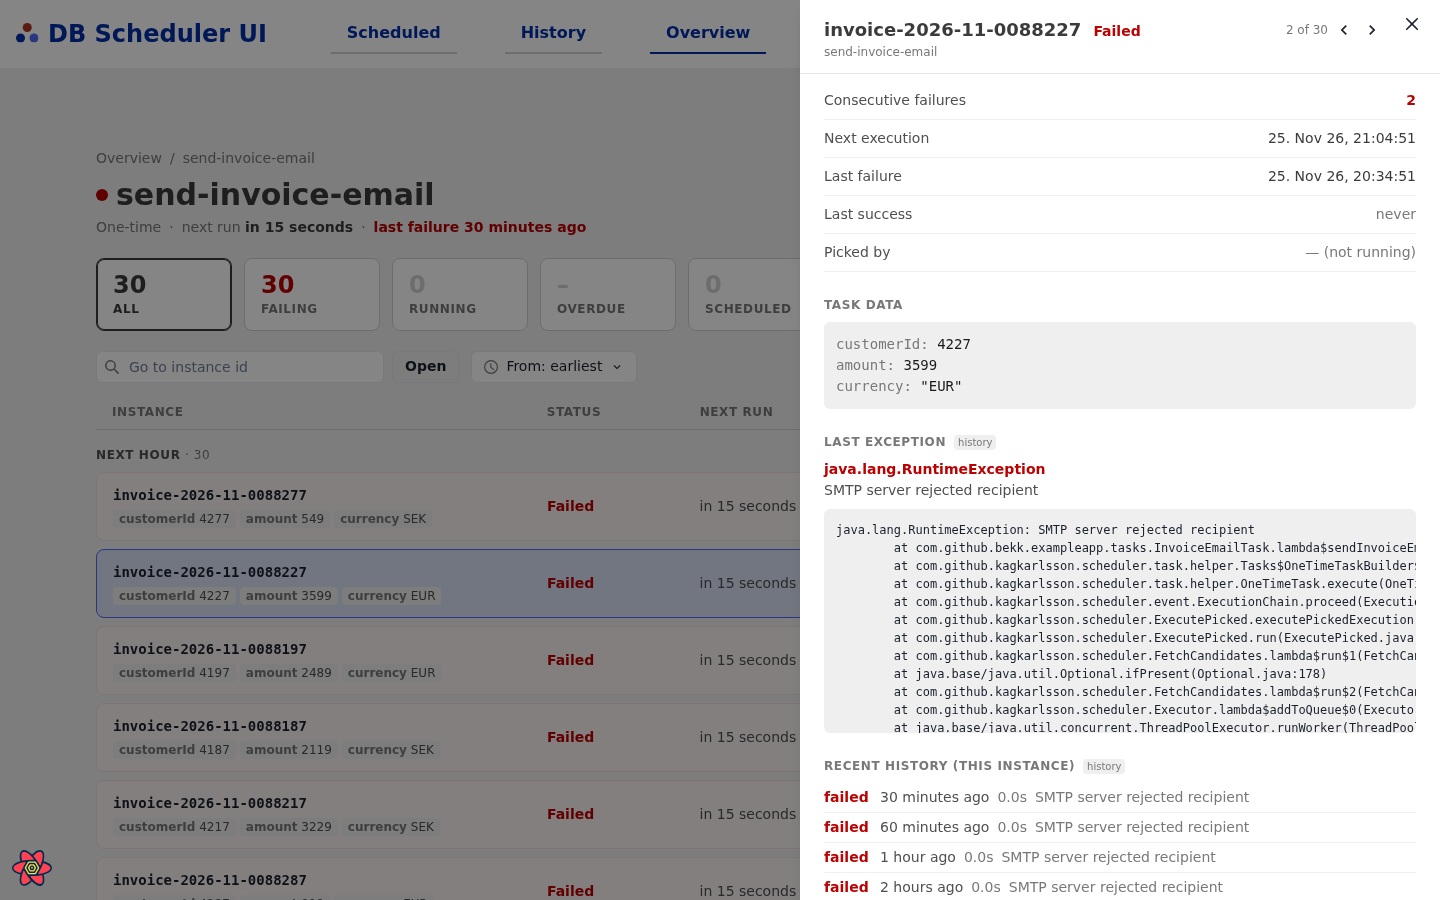 DB Scheduler UI
Scheduled
History
Overview
Overview / send-invoice-email
send-invoice-email
One-time · next run in 15 seconds · last failure 30 minutes ago
30
ALL
30
FAILING
0
RUNNING
–
OVERDUE
0
SCHEDULED
Go to instance id
Open
From: earliest
INSTANCE STATUS NEXT RUN
NEXT HOUR · 30
invoice-2026-11-0088277
customerId 4277 amount 549 currency SEK
Failed
in 15 seconds
invoice-2026-11-0088227
customerId 4227 amount 3599 currency EUR
Failed
in 15 seconds
invoice-2026-11-0088197
customerId 4197 amount 2489 currency EUR
Failed
in 15 seconds
invoice-2026-11-0088187
customerId 4187 amount 2119 currency SEK
Failed
in 15 seconds
invoice-2026-11-0088217
customerId 4217 amount 3229 currency SEK
Failed
in 15 seconds
invoice-2026-11-0088287
Failed
in 15 seconds
invoice-2026-11-0088227 Failed
2 of 30
send-invoice-email
Consecutive failures 2
Next execution 25. Nov 26, 21:04:51
Last failure 25. Nov 26, 20:34:51
Last success never
Picked by — (not running)
TASK DATA
customerId: 4227
amount: 3599
currency: "EUR"
LAST EXCEPTION history
java.lang.RuntimeException
SMTP server rejected recipient
java.lang.RuntimeException: SMTP server rejected recipient
at com.github.bekk.exampleapp.tasks.InvoiceEmailTask.lambda$sendInvoiceEm
at com.github.kagkarlsson.scheduler.task.helper.Tasks$OneTimeTaskBuilder$
at com.github.kagkarlsson.scheduler.task.helper.OneTimeTask.execute(OneTi
at com.github.kagkarlsson.scheduler.event.ExecutionChain.proceed(Executio
at com.github.kagkarlsson.scheduler.ExecutePicked.executePickedExecution(
at com.github.kagkarlsson.scheduler.ExecutePicked.run(ExecutePicked.java:
at com.github.kagkarlsson.scheduler.FetchCandidates.lambda$run$1(FetchCan
at java.base/java.util.Optional.ifPresent(Optional.java:178)
at com.github.kagkarlsson.scheduler.FetchCandidates.lambda$run$2(FetchCan
at com.github.kagkarlsson.scheduler.Executor.lambda$addToQueue$0(Executor
at java.base/java.util.concurrent.ThreadPoolExecutor.runWorker(ThreadPool
RECENT HISTORY (THIS INSTANCE) history
failed 30 minutes ago 0.0s SMTP server rejected recipient
failed 60 minutes ago 0.0s SMTP server rejected recipient
failed 1 hour ago 0.0s SMTP server rejected recipient
failed 2 hours ago 0.0s SMTP server rejected recipient